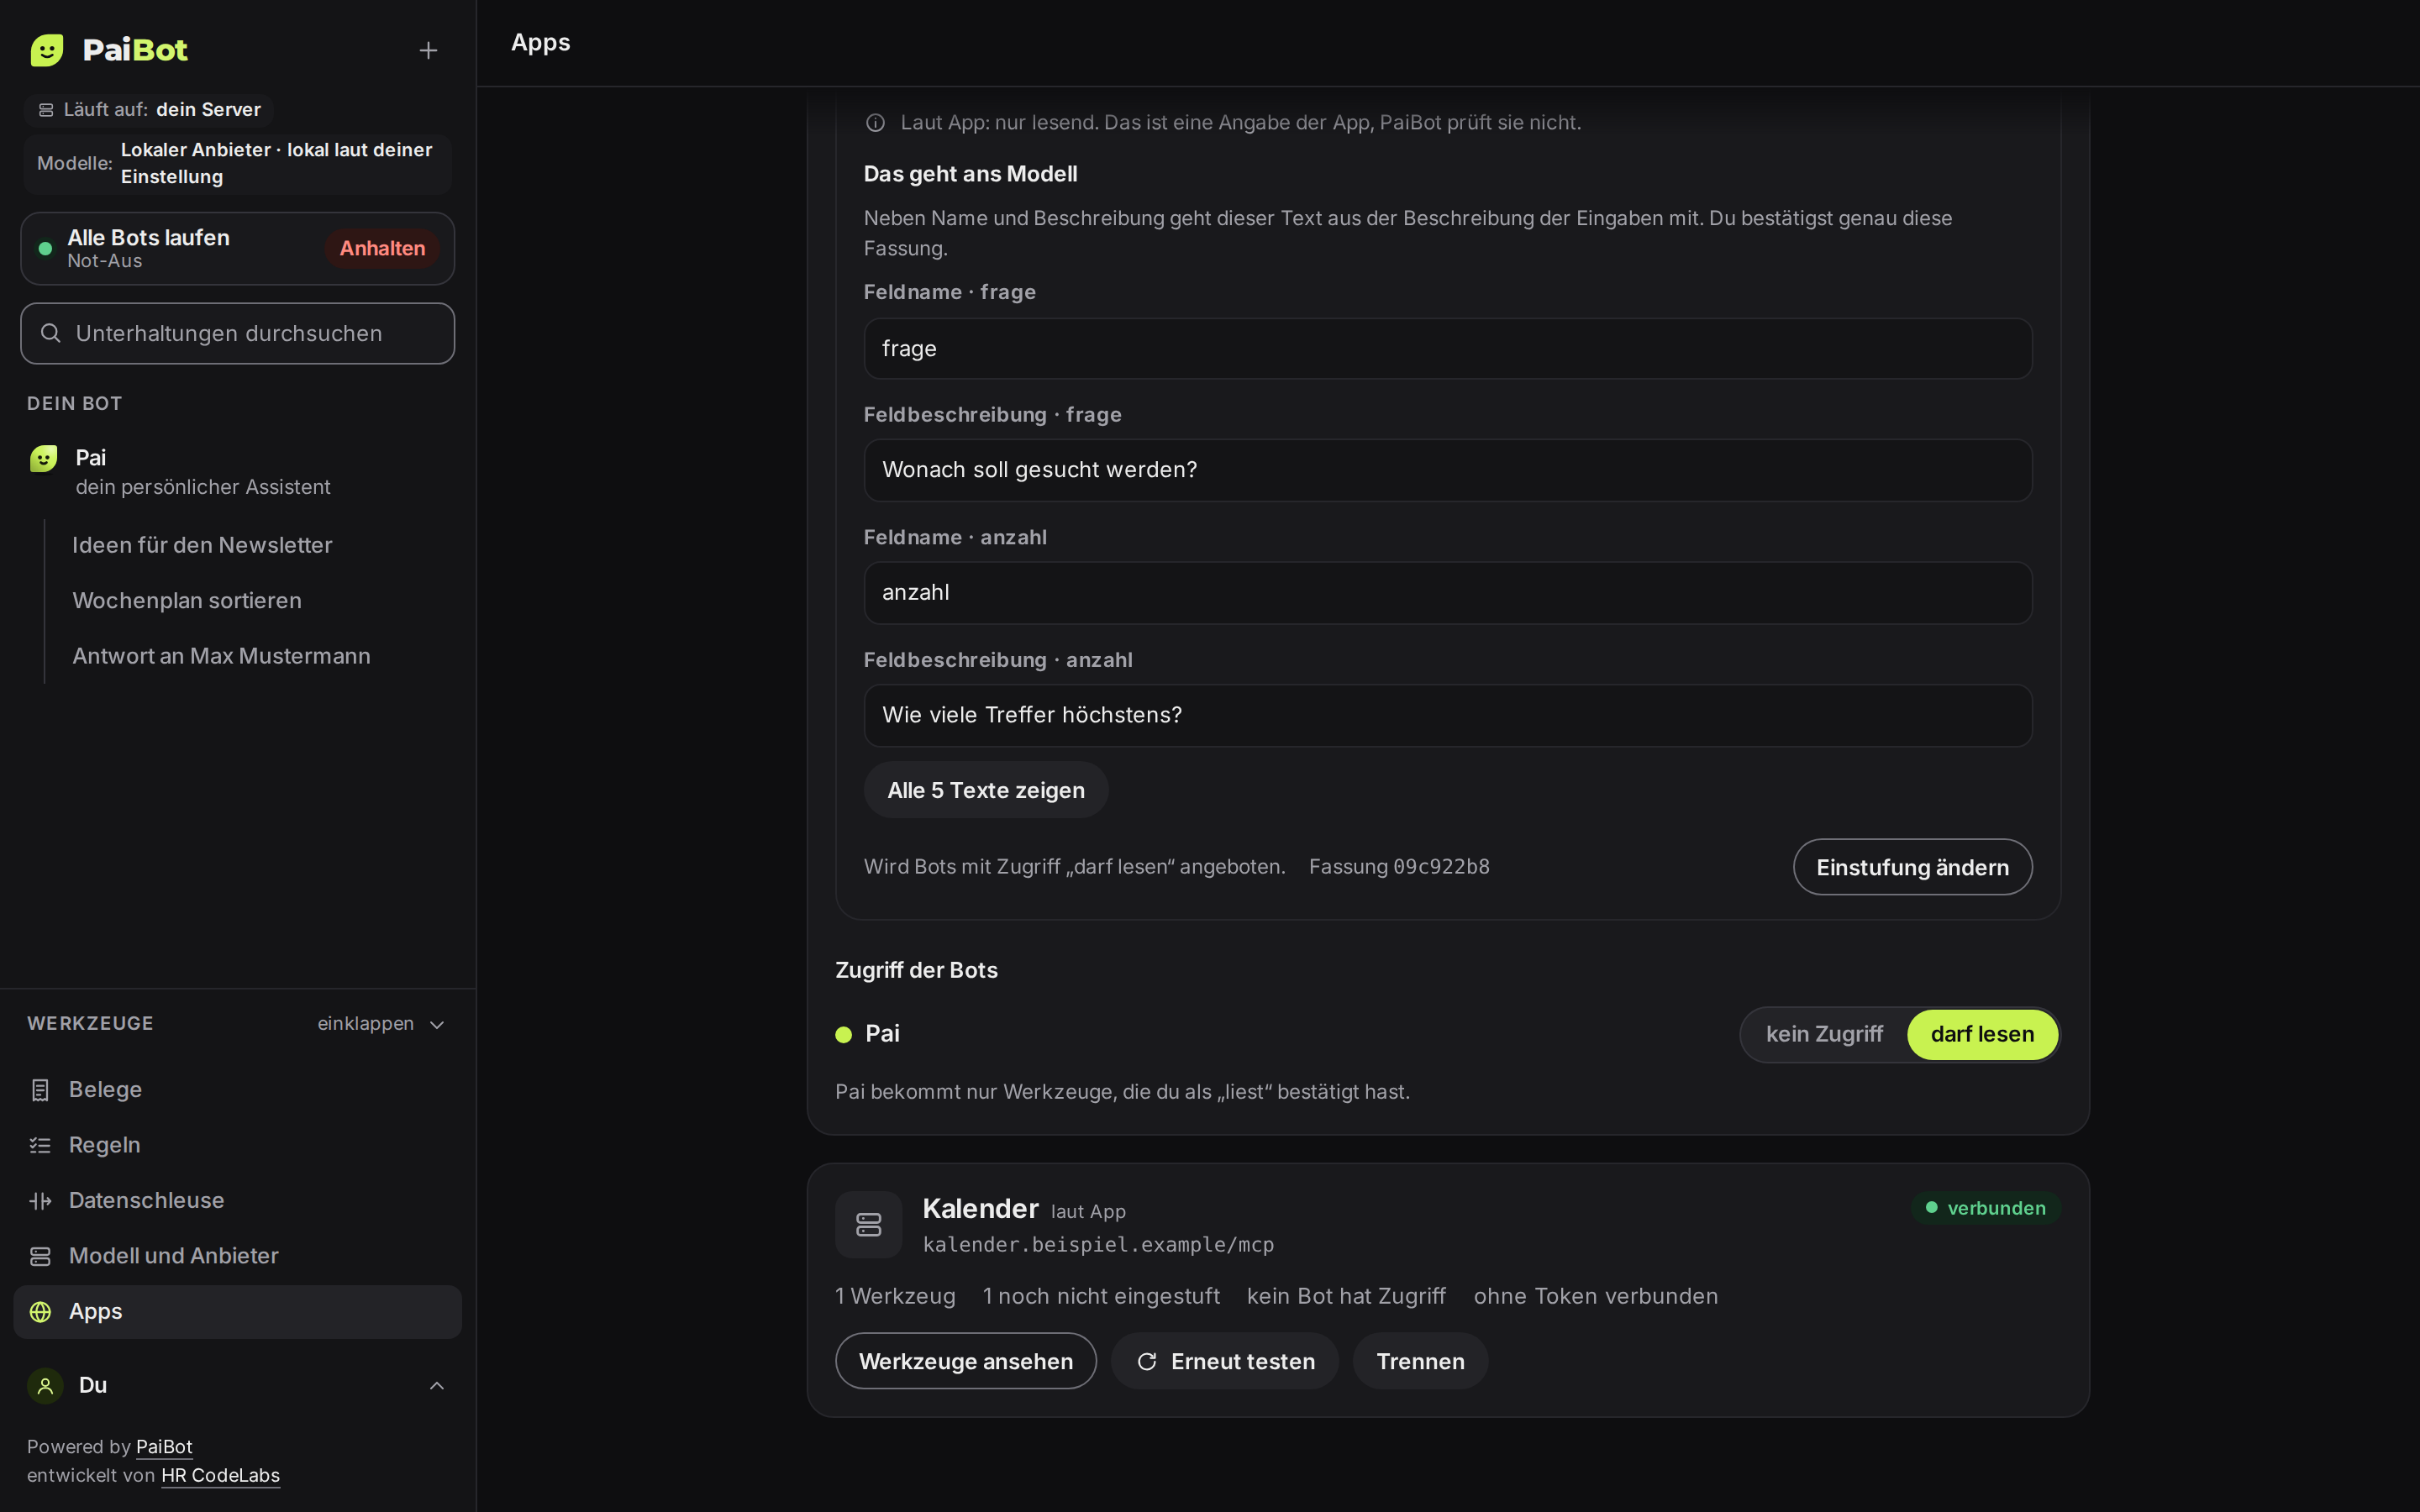 PaiBot
Läuft auf: dein Server
Modelle: Lokaler Anbieter · lokal laut deiner
Einstellung
Alle Bots laufen
Not-Aus
Anhalten
Unterhaltungen durchsuchen
DEIN BOT
Pai
dein persönlicher Assistent
Ideen für den Newsletter
Wochenplan sortieren
Antwort an Max Mustermann
WERKZEUGE
einklappen
Belege
Regeln
Datenschleuse
Modell und Anbieter
Apps
Du
Powered by PaiBot
entwickelt von HR CodeLabs
Apps
Laut App: nur lesend. Das ist eine Angabe der App, PaiBot prüft sie nicht.
Das geht ans Modell
Neben Name und Beschreibung geht dieser Text aus der Beschreibung der Eingaben mit. Du bestätigst genau diese
Fassung.
Feldname · frage
frage
Feldbeschreibung · frage
Wonach soll gesucht werden?
Feldname · anzahl
anzahl
Feldbeschreibung · anzahl
Wie viele Treffer höchstens?
Alle 5 Texte zeigen
Wird Bots mit Zugriff „darf lesen“ angeboten. Fassung 09c922b8
Einstufung ändern
Zugriff der Bots
Pai
kein Zugriff
darf lesen
Pai bekommt nur Werkzeuge, die du als „liest“ bestätigt hast.
Kalender laut App
verbunden
kalender.beispiel.example/mcp
1 Werkzeug 1 noch nicht eingestuft kein Bot hat Zugriff ohne Token verbunden
Werkzeuge ansehen
Erneut testen
Trennen